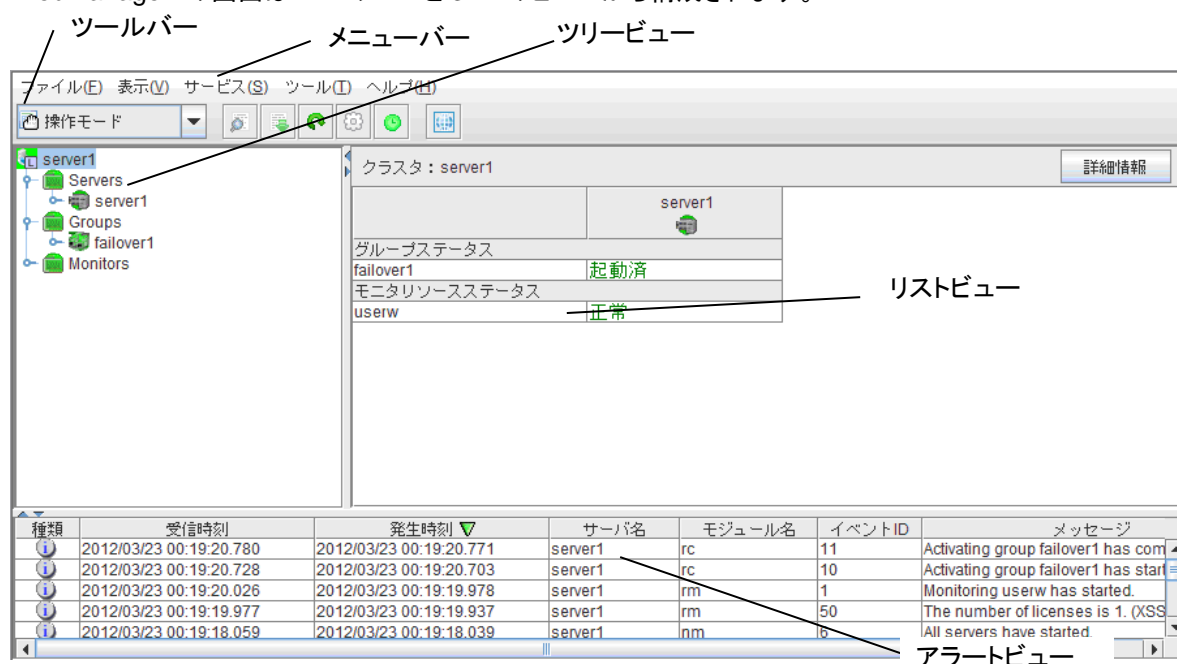 ツールバー
メニューバー
ツリービュー
ファイル(F) 表示(V) サービス(S) ツール(T) ヘルプ(H)
操作モード
server1
Servers
server1
Groups
failover1
Monitors
クラスタ：server1
詳細情報
server1
グループステータス
failover1 起動済
モニタリソースステータス
userw 正常
リストビュー
種類 受信時刻 発生時刻 サーバ名 モジュール名 イベントID メッセージ
2012/03/23 00:19:20.780 2012/03/23 00:19:20.771 server1 rc 11 Activating group failover1 has com
2012/03/23 00:19:20.728 2012/03/23 00:19:20.703 server1 rc 10 Activating group failover1 has start
2012/03/23 00:19:20.026 2012/03/23 00:19:19.978 server1 rm 1 Monitoring userw has started.
2012/03/23 00:19:19.977 2012/03/23 00:19:19.937 server1 rm 50 The number of licenses is 1. (XSS
2012/03/23 00:19:18.059 2012/03/23 00:19:18.039 server1 nm 6 All servers have started.
アラートビュー